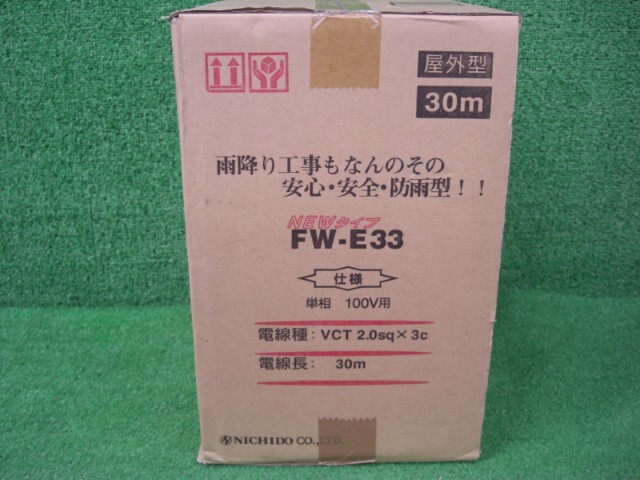 屋外型
30m
雨降り工事もなんのその
安心・安全・防雨型！！
NEWタイプ
FW-E33
仕様
単相 100V用
電線種：VCT 2.0sq×3c
電線長： 30m
NICHIDO CO.,LTD.